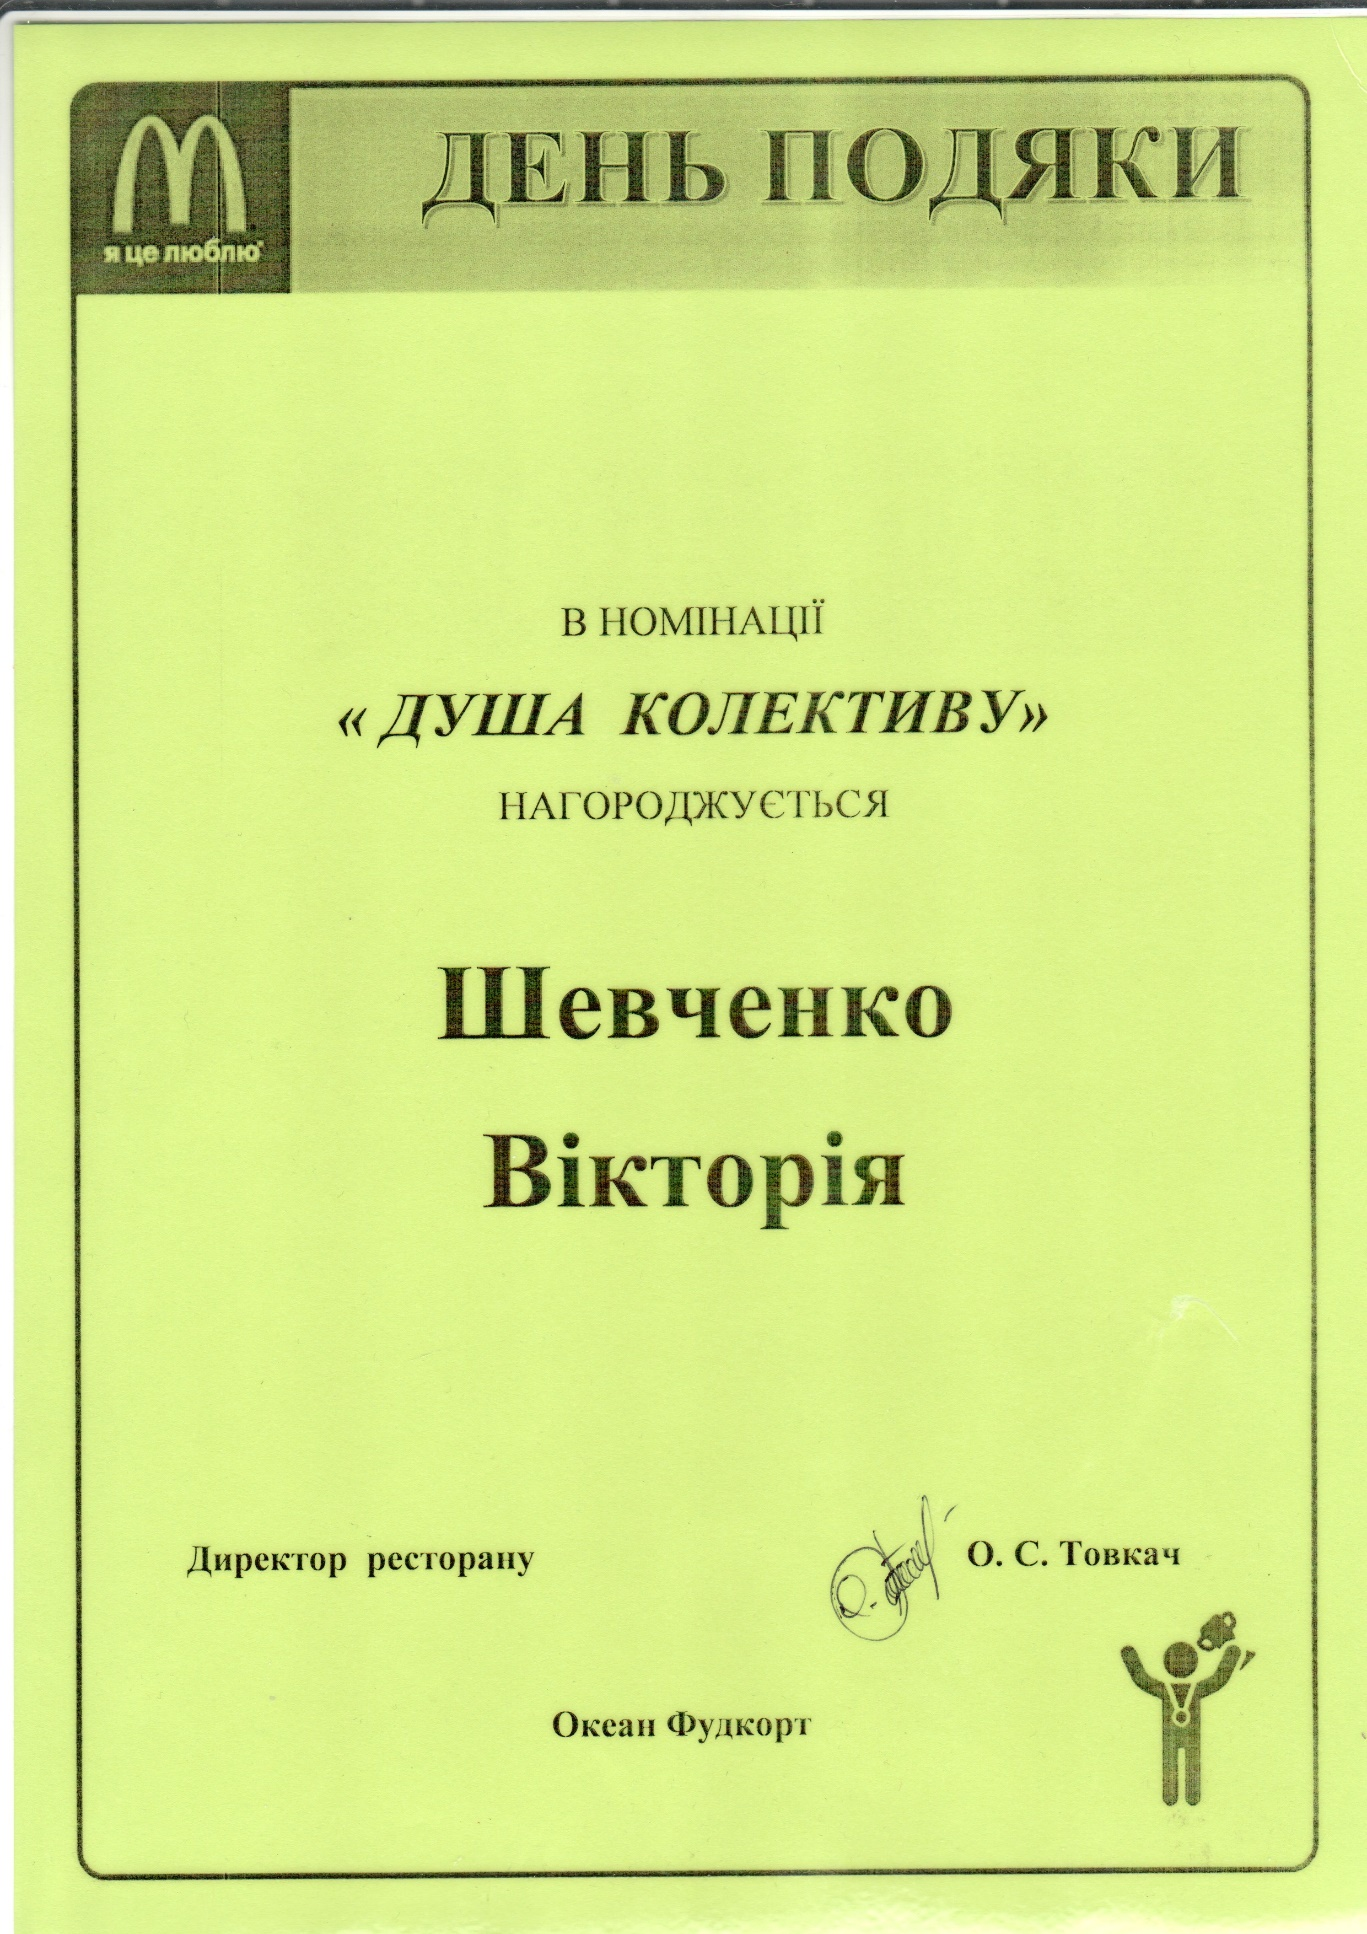 ДЕНЬ ПОДЯКИ
я це люблю
В НОМІНАЦІЇ
« ДУША КОЛЕКТИВУ»
НАГОРОДЖУЄТЬСЯ
Шевченко
Вікторія
Директор ресторану О. С. Товкач
Океан Фудкорт